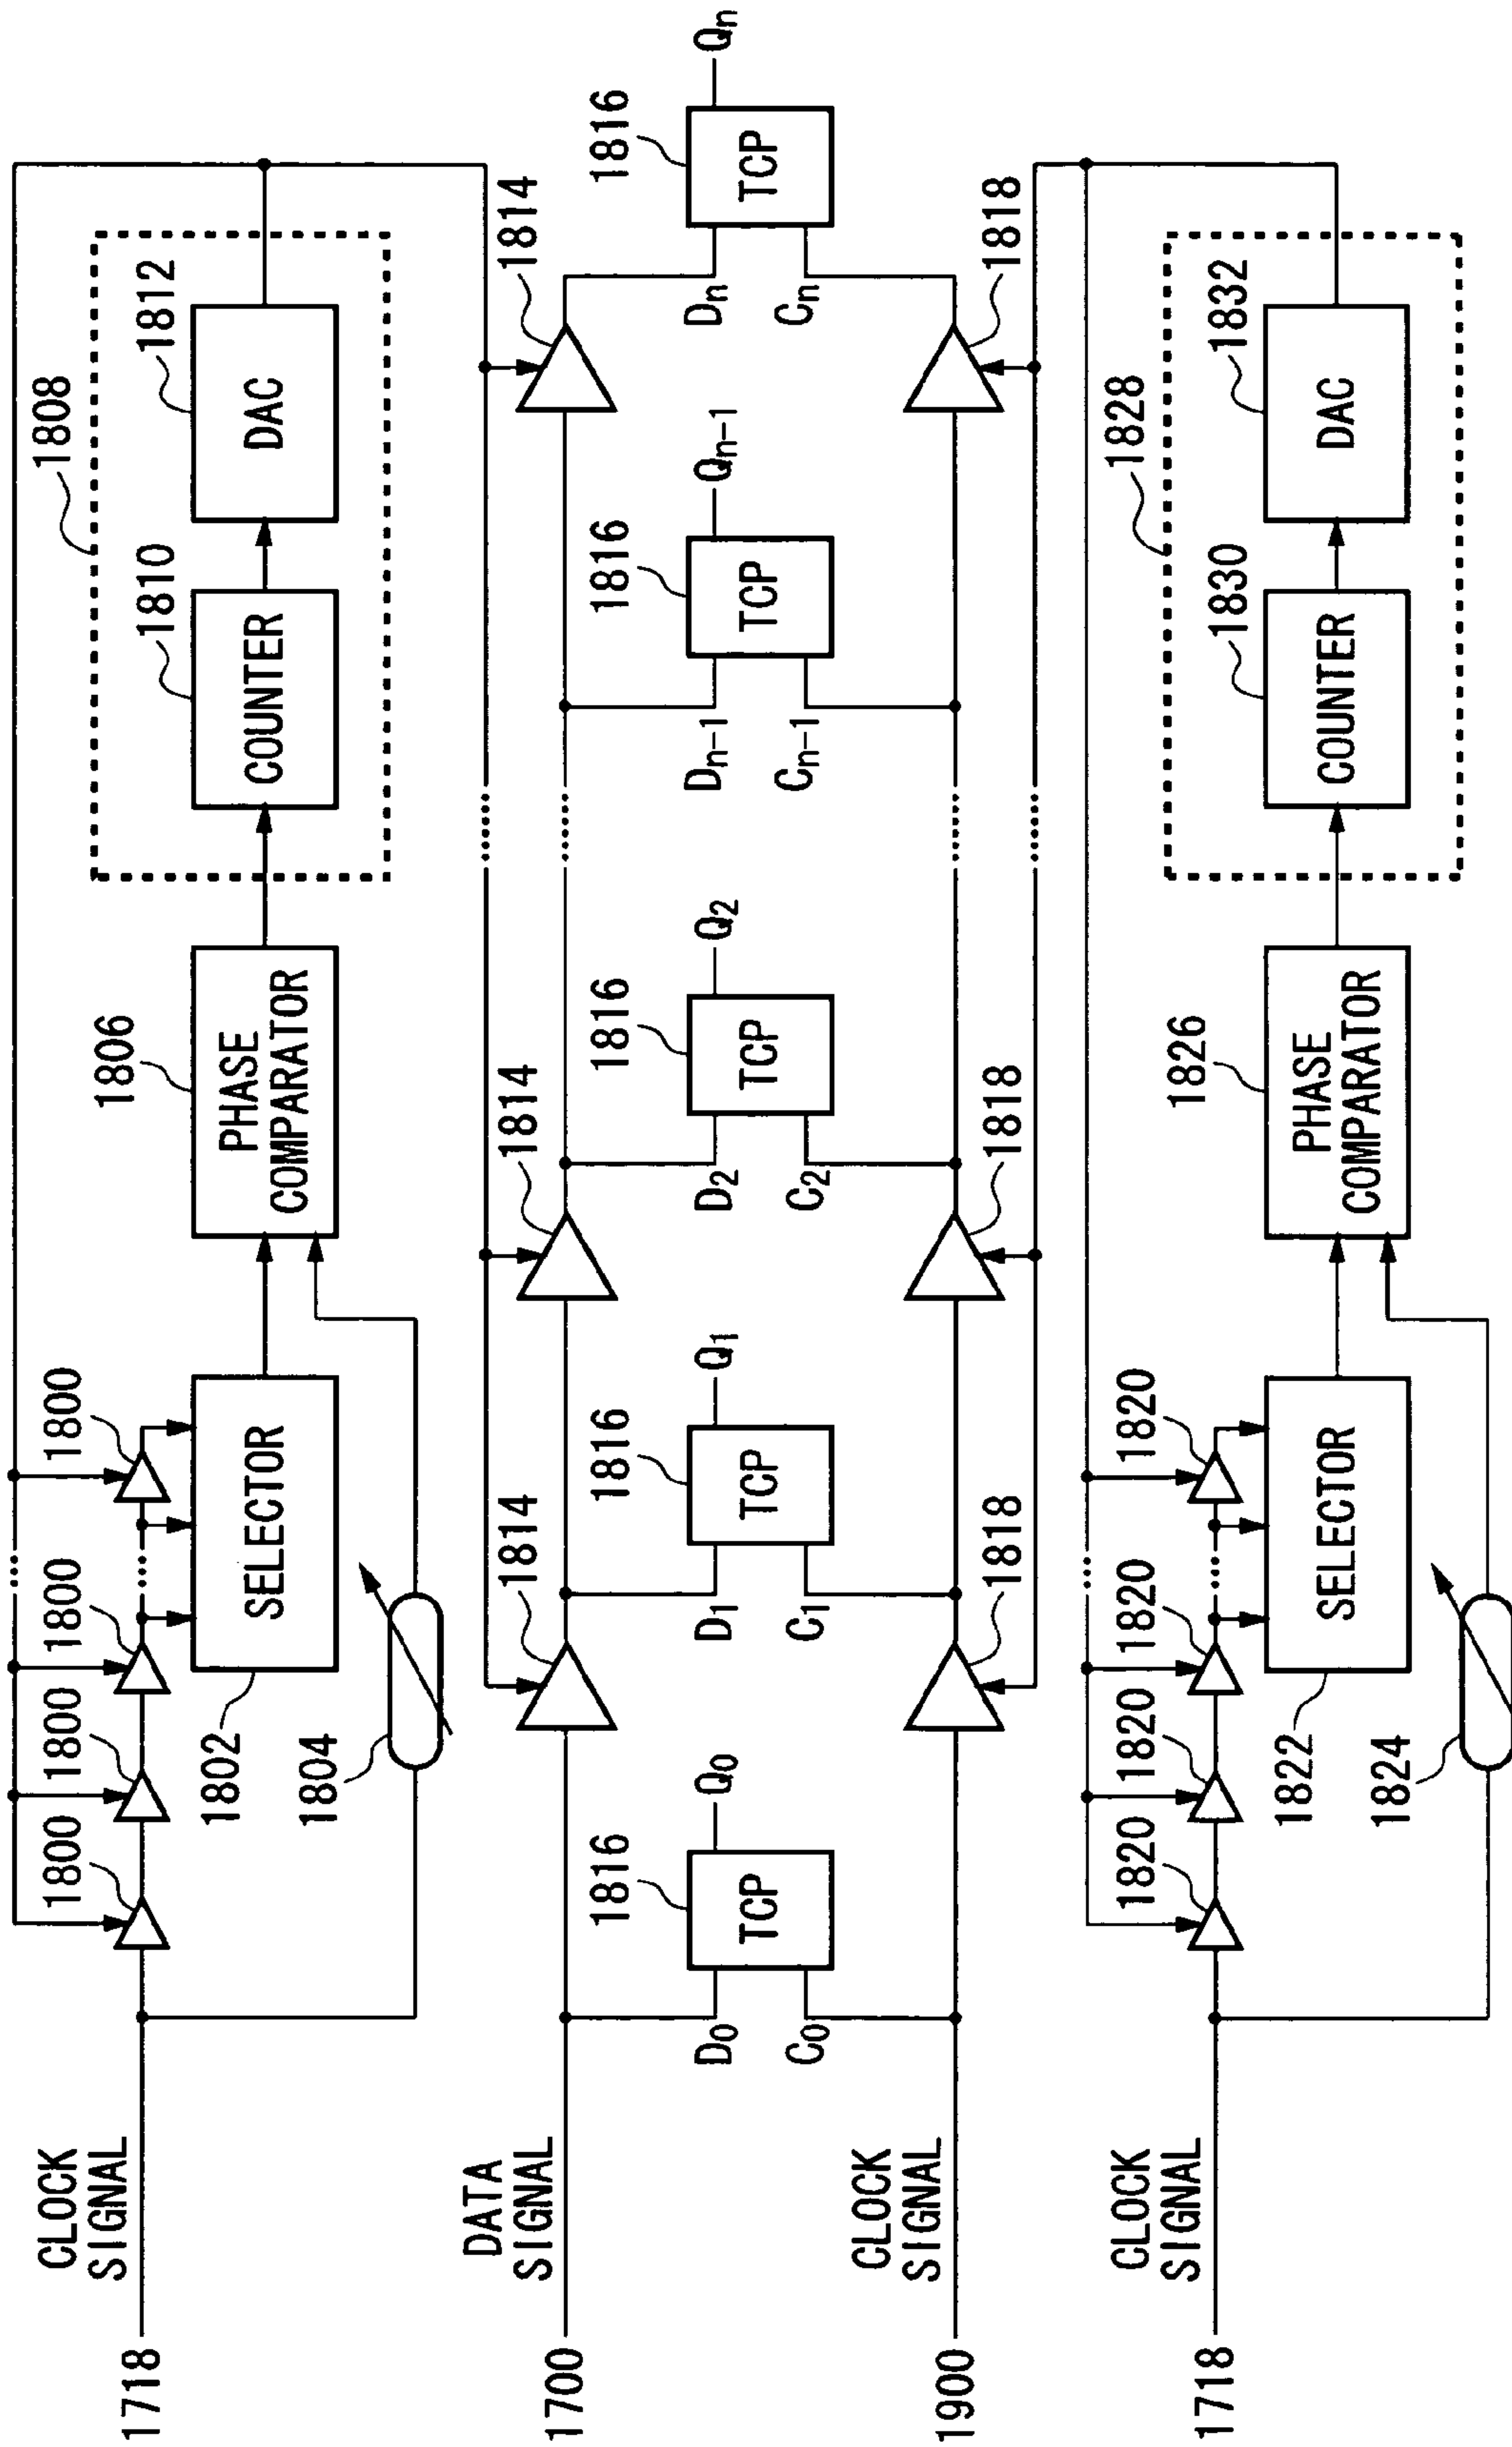 1808
1800
1800
1800
1800
1806
1810
1812
CLOCK
SIGNAL
1718
SELECTOR
PHASE
COMPARATOR
COUNTER
DAC
1802
1804
1814
1814
1814
DATA
SIGNAL
1700
1816
1816
1816
1816
1816
D0
TCP
Q0
D1
TCP
Q1
D2
TCP
Q2
Dn-1
TCP
Qn-1
Dn
TCP
Qn
C0
C1
C2
Cn-1
Cn
CLOCK
SIGNAL
1900
1818
1818
1818
1828
1820
1820
1820
1820
1826
1830
1832
CLOCK
SIGNAL
1718
SELECTOR
PHASE
COMPARATOR
COUNTER
DAC
1822
1824